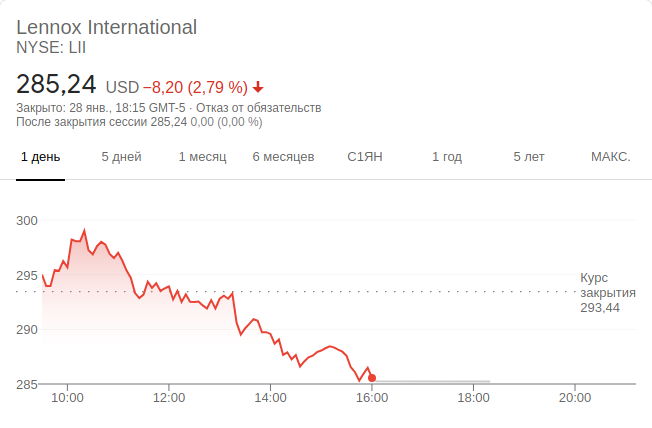 Lennox International
NYSE: LII
285,24 USD −8,20 (2,79 %)
Закрыто: 28 янв., 18:15 GMT-5 · Отказ от обязательств
После закрытия сессии 285,24 0,00 (0,00 %)
1 день 5 дней 1 месяц 6 месяцев С1ЯН 1 год 5 лет МАКС.
300
295
Курс
закрытия
293,44
290
285
10:00 12:00 14:00 16:00 18:00 20:00